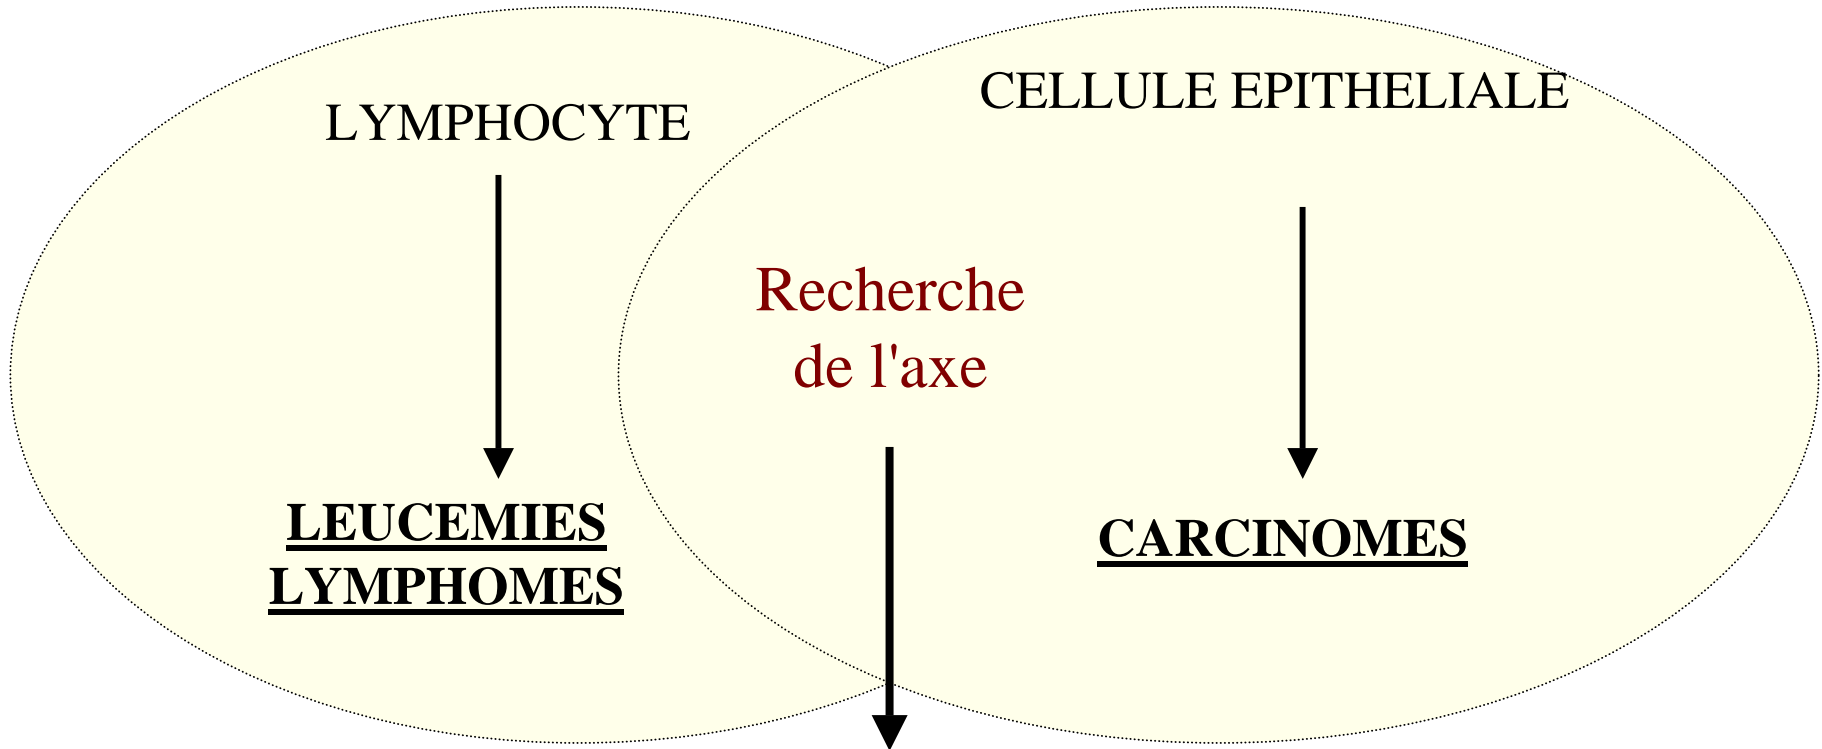 LYMPHOCYTE
CELLULE EPITHELIALE
Recherche
de l'axe
LEUCEMIES
LYMPHOMES
CARCINOMES